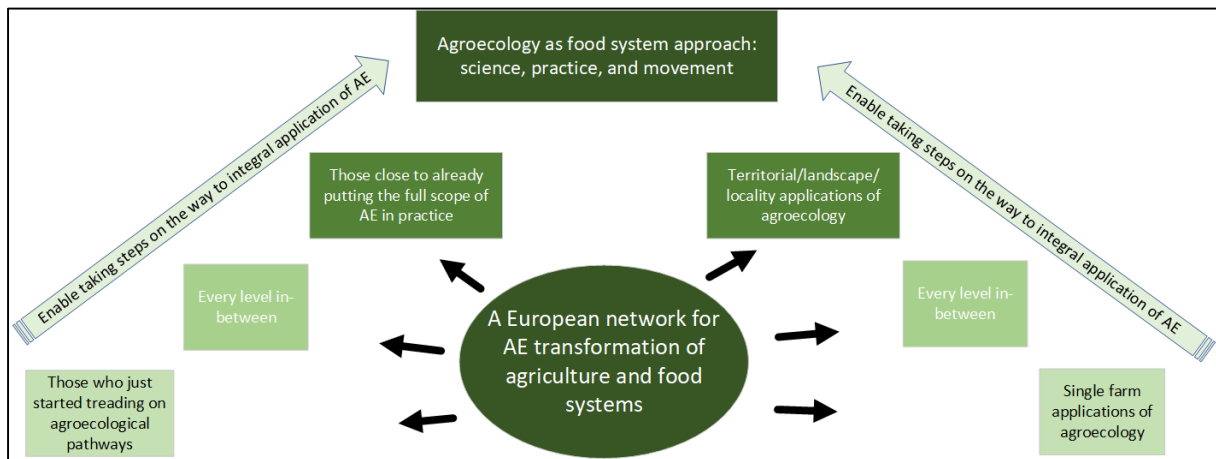 Agroecology as food system approach:
science, practice, and movement
Enable taking steps on the way to integral application of AE
Enable taking steps on the way to integral application of AE
Those close to already
putting the full scope of
AE in practice
Territorial/landscape/
locality applications of
agroecology
Every level in-
between
Every level in-
between
A European network for
AE transformation of
agriculture and food
systems
Those who just
started treading on
agroecological
pathways
Single farm
applications of
agroecology